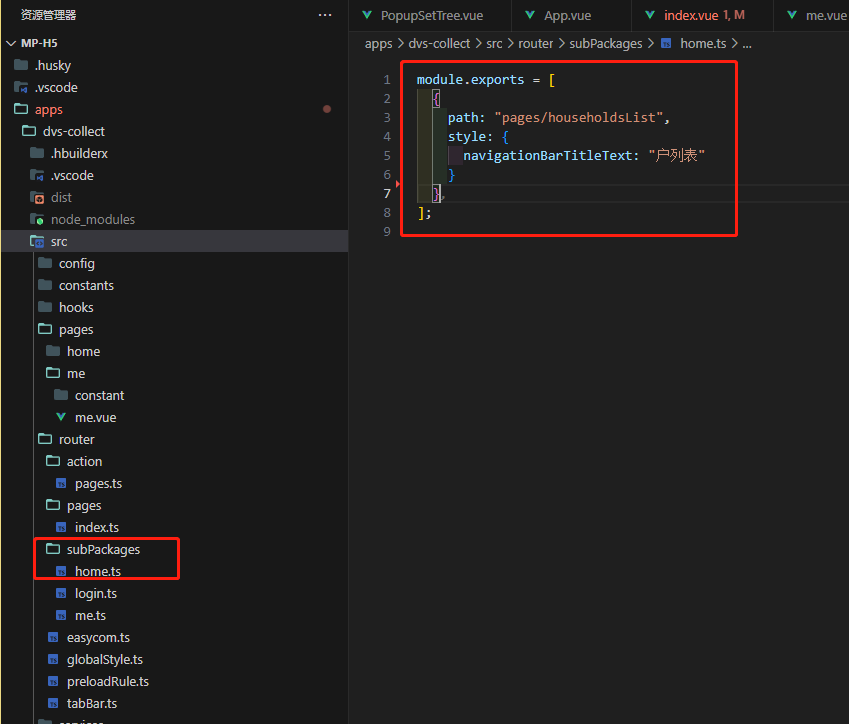 资源管理器 ...
MP-H5
.husky
.vscode
apps
dvs-collect
.hbuilderx
.vscode
dist
node_modules
src
config
constants
hooks
pages
home
me
constant
me.vue
router
action
pages.ts
pages
index.ts
subPackages
home.ts
login.ts
me.ts
easycom.ts
globalStyle.ts
preloadRule.ts
tabBar.ts
PopupSetTree.vue App.vue index.vue 1, M me.vue
apps > dvs-collect > src > router > subPackages > home.ts > ...
1 module.exports = [
2 {
3 path: "pages/householdsList",
4 style: {
5 navigationBarTitleText: "户列表"
6 }
7 },
8 ];
9